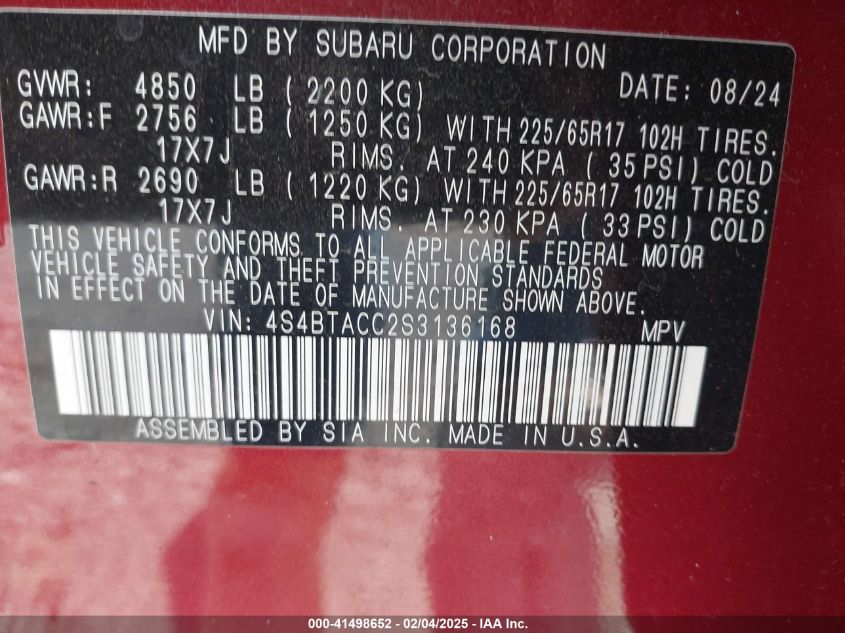 MFD BY SUBARU CORPORATION
GVWR: 4850 LB ( 2200 KG) DATE: 08/24
GAWR:F 2756 LB ( 1250 KG) WITH 225/65R17 102H TIRES.
17X7J RIMS. AT 240 KPA ( 35 PSI) COLD
GAWR:R 2690 LB ( 1220 KG) WITH 225/65R17 102H TIRES.
17X7J RIMS. AT 230 KPA ( 33 PSI) COLD
THIS VEHICLE CONFORMS TO ALL APPLICABLE FEDERAL MOTOR
VEHICLE SAFETY AND THEFT PREVENTION STANDARDS
IN EFFECT ON THE DATE OF MANUFACTURE SHOWN ABOVE.
VIN: 4S4BTACC2S3136168 MPV
ASSEMBLED BY SIA INC. MADE IN U.S.A.
000-41498652 - 02/04/2025 - IAAI.com